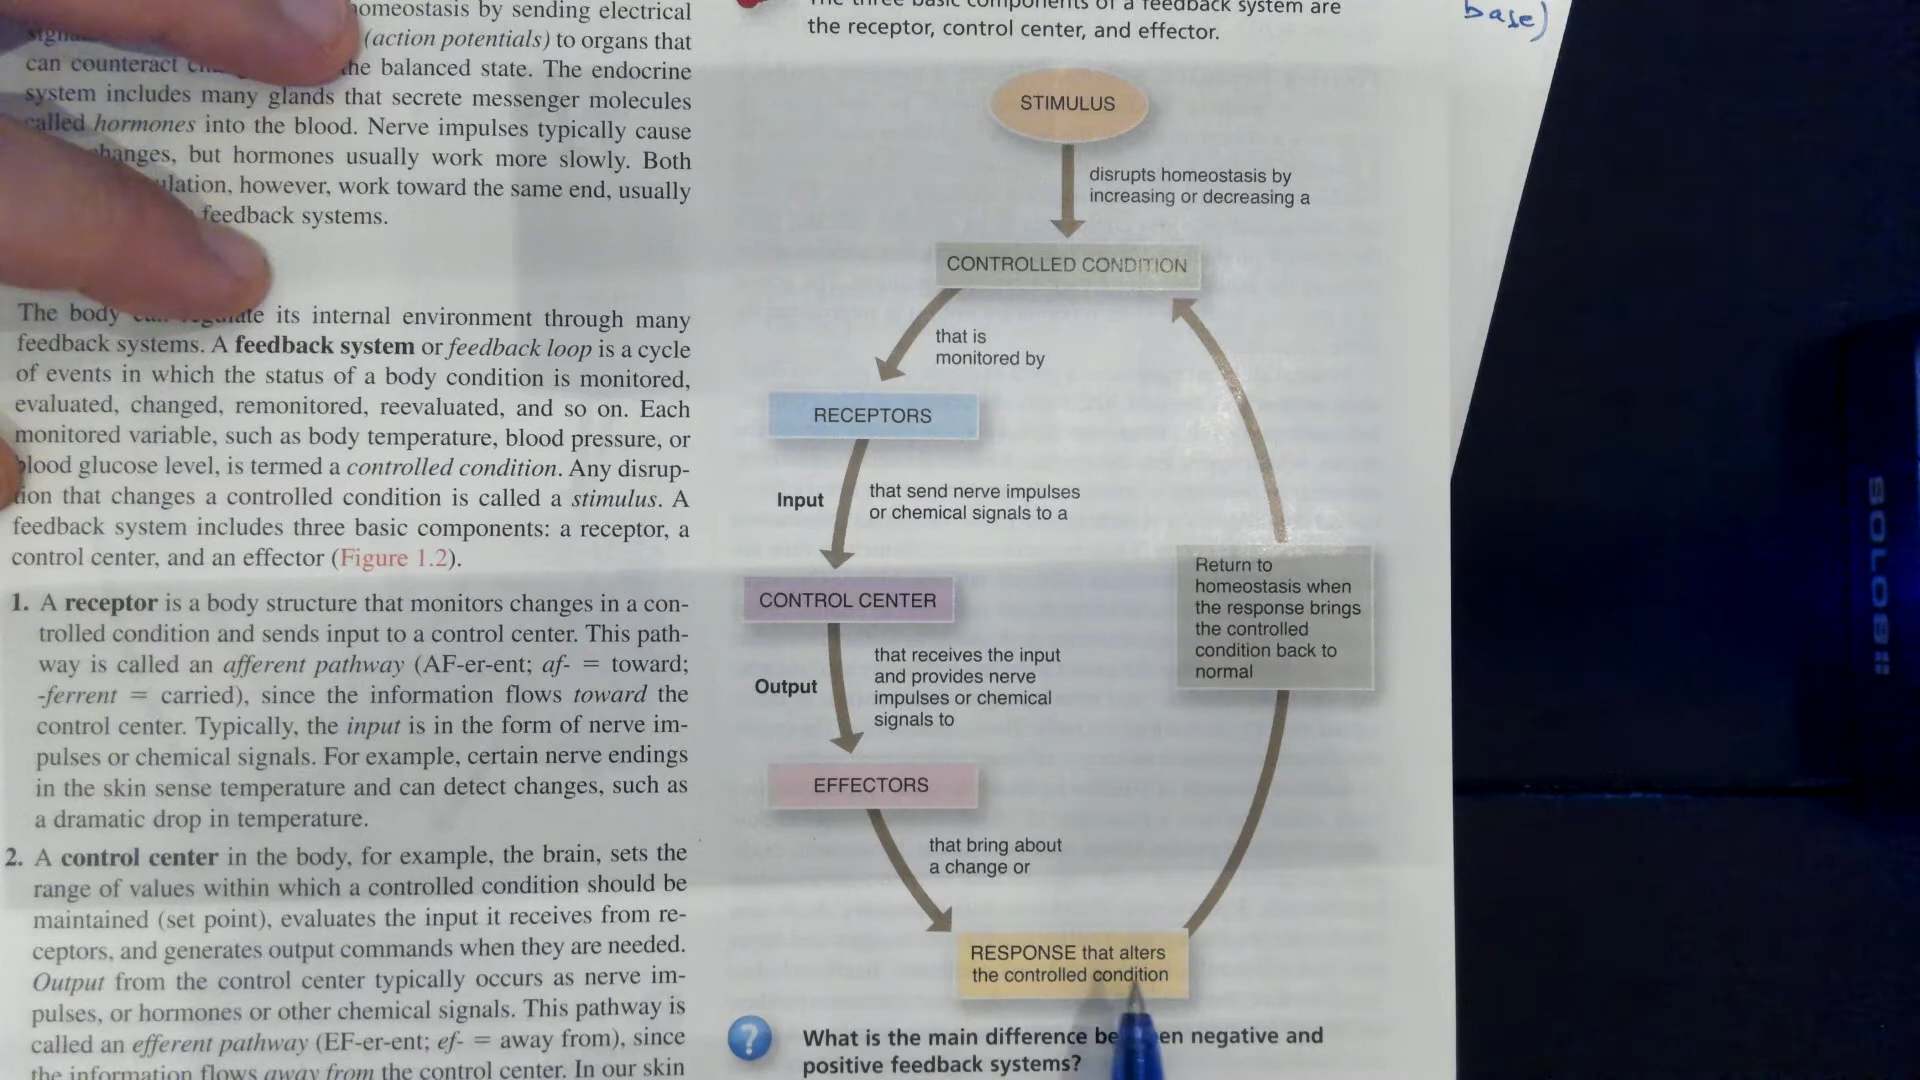 homeostasis by sending electrical
(action potentials) to organs that
can counteract the balanced state. The endocrine
system includes many glands that secrete messenger molecules
called hormones into the blood. Nerve impulses typically cause
changes, but hormones usually work more slowly. Both
however, work toward the same end, usually
feedback systems.
The body its internal environment through many
feedback systems. A feedback system or feedback loop is a cycle
of events in which the status of a body condition is monitored,
evaluated, changed, remonitored, reevaluated, and so on. Each
monitored variable, such as body temperature, blood pressure, or
blood glucose level, is termed a controlled condition. Any disrup-
tion that changes a controlled condition is called a stimulus. A
feedback system includes three basic components: a receptor, a
control center, and an effector (Figure 1.2).
1. A receptor is a body structure that monitors changes in a con-
trolled condition and sends input to a control center. This path-
way is called an afferent pathway (AF-er-ent; af- = toward;
-ferrent = carried), since the information flows toward the
control center. Typically, the input is in the form of nerve im-
pulses or chemical signals. For example, certain nerve endings
in the skin sense temperature and can detect changes, such as
a dramatic drop in temperature.
2. A control center in the body, for example, the brain, sets the
range of values within which a controlled condition should be
maintained (set point), evaluates the input it receives from re-
ceptors, and generates output commands when they are needed.
Output from the control center typically occurs as nerve im-
pulses, or hormones or other chemical signals. This pathway is
called an efferent pathway (EF-er-ent; ef- = away from), since
the information flows away from the control center. In our skin
The three basic components of a feedback system are
the receptor, control center, and effector.
STIMULUS
disrupts homeostasis by
increasing or decreasing a
CONTROLLED CONDITION
that is
monitored by
RECEPTORS
Input
that send nerve impulses
or chemical signals to a
CONTROL CENTER
Output
that receives the input
and provides nerve
impulses or chemical
signals to
EFFECTORS
that bring about
a change or
RESPONSE that alters
the controlled condition
Return to
homeostasis when
the response brings
the controlled
condition back to
normal
? What is the main difference between negative and
positive feedback systems?
base)
SOLOS